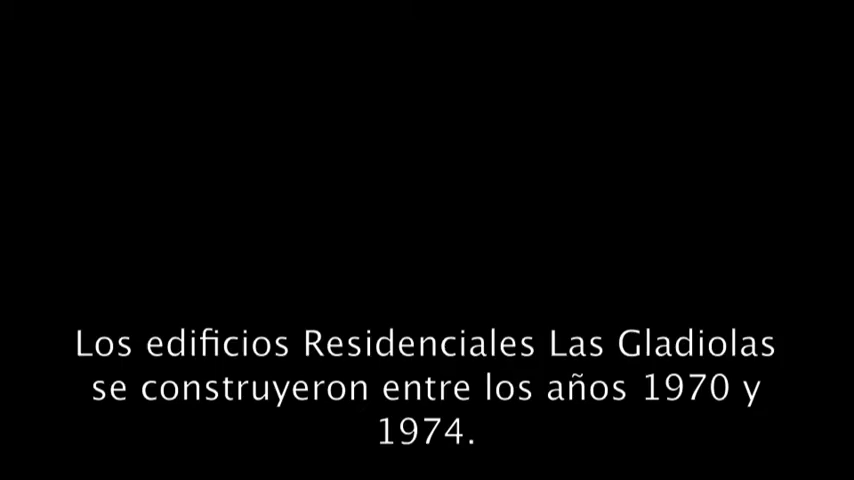 Los edificios Residenciales Las Gladiolas
se construyeron entre los años 1970 y
1974.